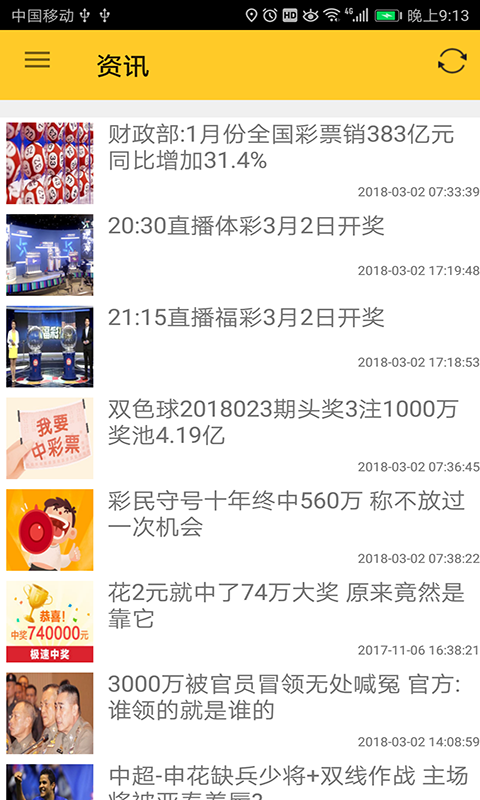 中国移动 HD 4G 晚上9:13
资讯
财政部:1月份全国彩票销383亿元
同比增加31.4%
2018-03-02 07:33:39
20:30直播体彩3月2日开奖
2018-03-02 17:19:48
福彩
21:15直播福彩3月2日开奖
2018-03-02 17:18:53
我要
中彩票
双色球2018023期头奖3注1000万
奖池4.19亿
2018-03-02 07:36:45
彩民守号十年终中560万 称不放过
一次机会
2018-03-02 07:38:22
恭喜!
中奖740000元
极速中奖
花2元就中了74万大奖 原来竟然是
靠它
2017-11-06 16:38:21
3000万被官员冒领无处喊冤 官方:
谁领的就是谁的
2018-03-02 14:08:59
中超-申花缺兵少将+双线作战 主场